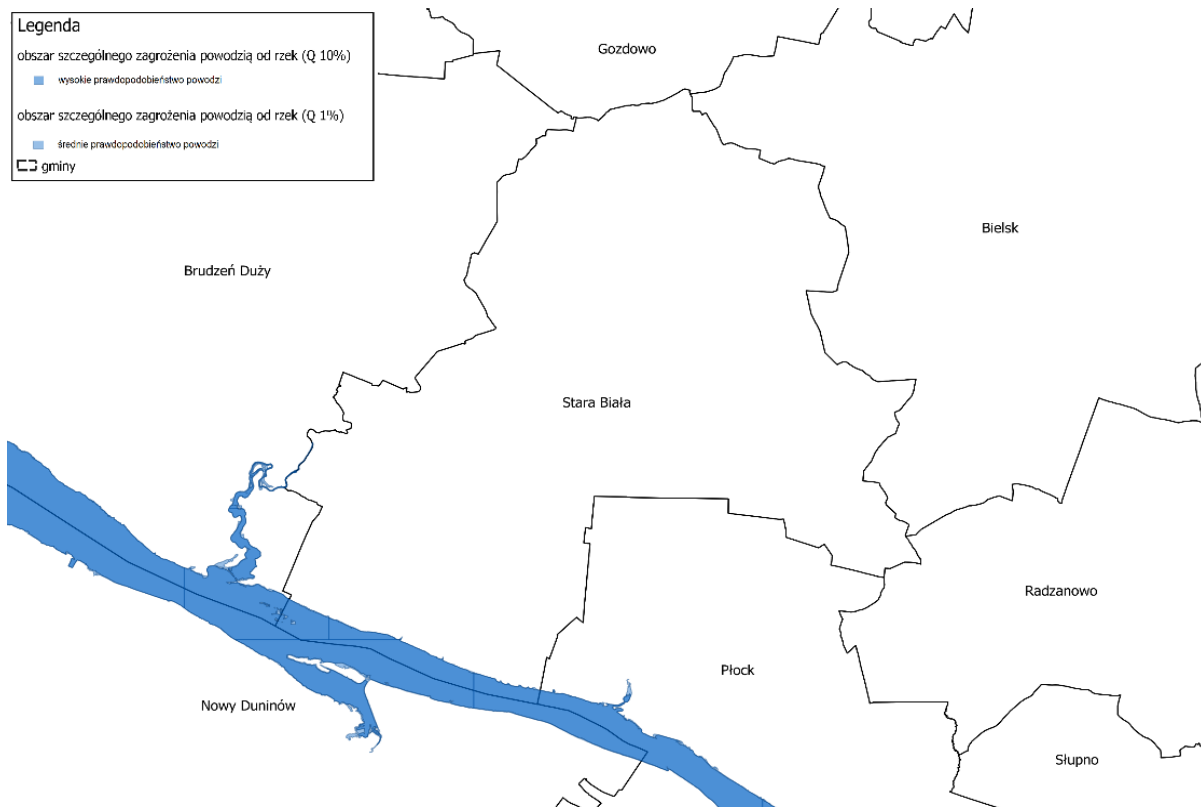 Legenda
obszar szczególnego zagrożenia powodzią od rzek (Q 10%)
wysokie prawdopodobieństwo powodzi
obszar szczególnego zagrożenia powodzią od rzek (Q 1%)
średnie prawdopodobieństwo powodzi
gminy
Gozdowo
Bielsk
Brudzeń Duży
Stara Biała
Radzanowo
Płock
Nowy Duninów
Słupno